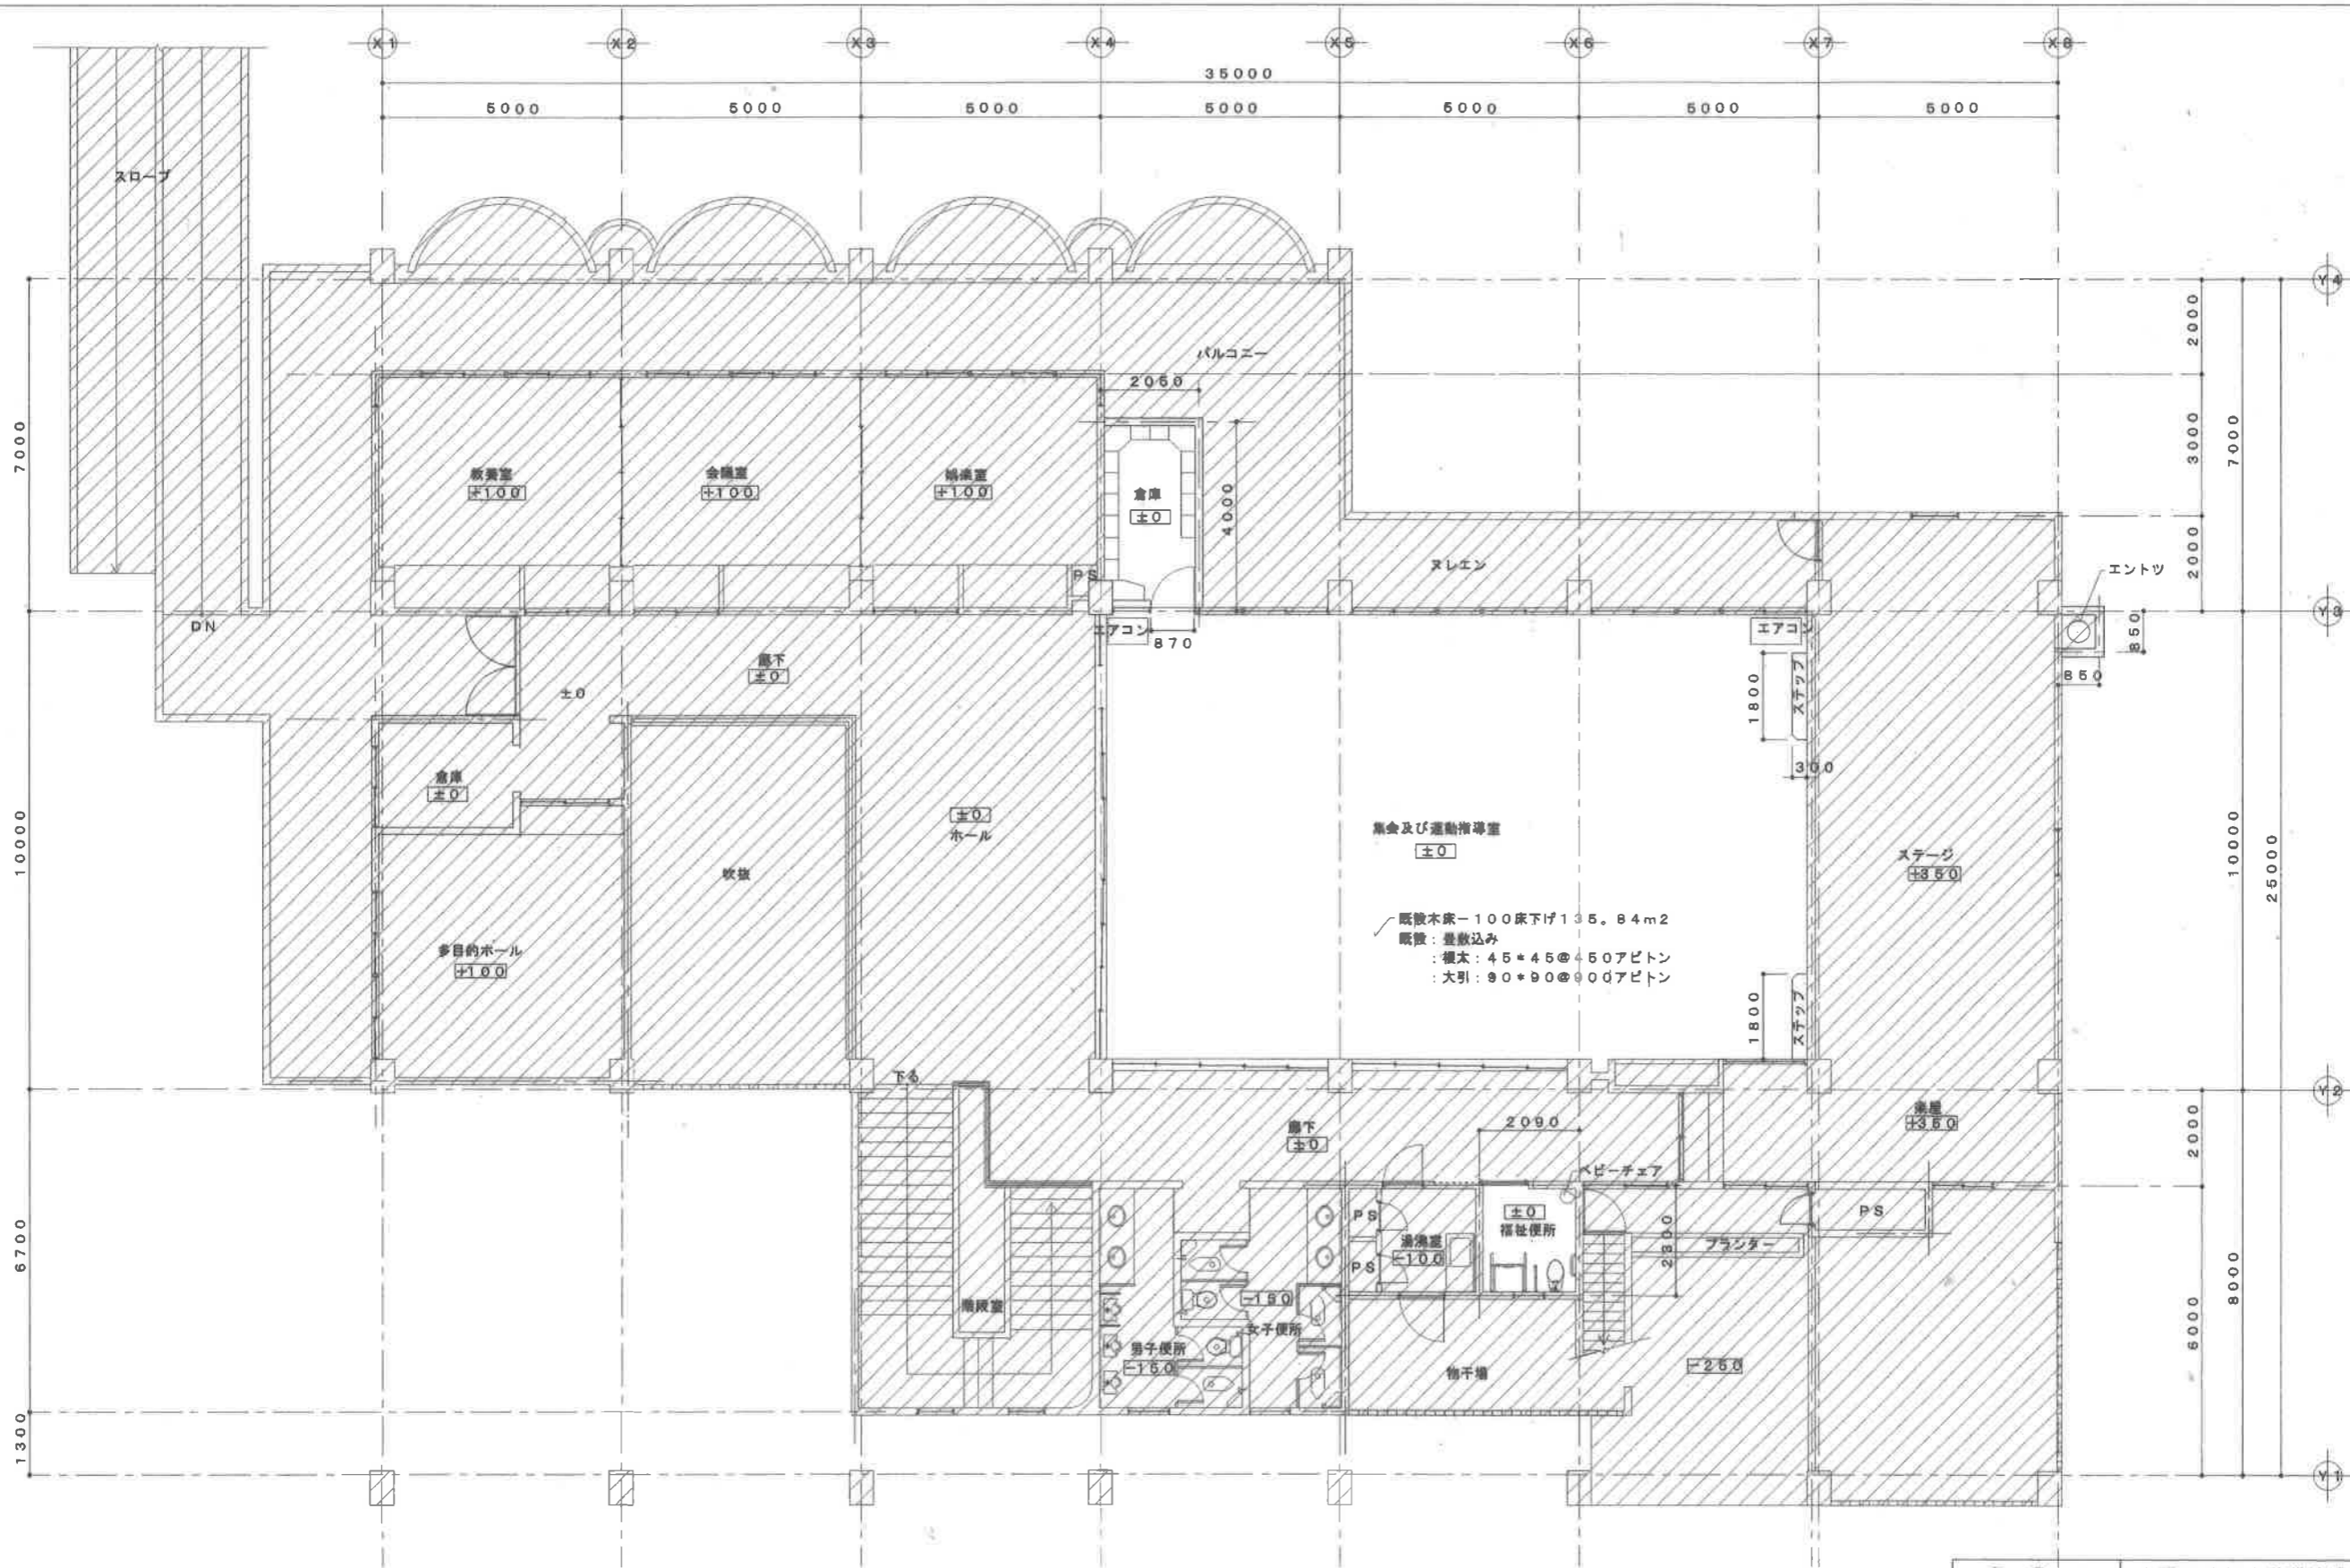 X1 X2 X3 X4 X5 X6 X7 X8
35000
5000 5000 5000 5000 5000 5000 5000
スロープ
Y4
2000
バルコニー
2050
7000
3000
7000
教養室
+100
会議室
+100
娯楽室
+100
倉庫
±0
4000
ヌレエン
2000
PS
エントツ
Y3
DN
エアコン
870
エアコン
850
850
廊下
±0
±0
1800
ステップ
300
倉庫
±0
±0
ホール
集会及び運動指導室
±0
10000
ステージ
+350
10000
25000
吹抜
既設木床-100床下げ135。84m2
既設:畳敷込み
:根太:45*45@450アピトン
:大引:90*90@900アピトン
多目的ホール
+100
1800
ステップ
下る
Y2
廊下
±0
2090
楽屋
+350
2000
ベビーチェア
PS
±0
福祉便所
PS
湯沸室
-100
2300
プランター
6700
PS
階段室
-150
女子便所
男子便所
-150
物干場
-250
6000
8000
1300
Y1